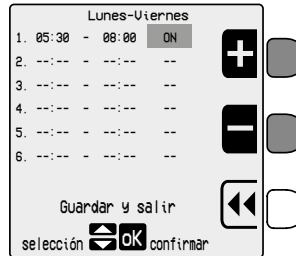 Lunes-Viernes
1. 05:30 - 08:00 ON
2. --:-- - --:-- --
3. --:-- - --:-- --
4. --:-- - --:-- --
5. --:-- - --:-- --
6. --:-- - --:-- --
Guardar y salir
selección OK confirmar